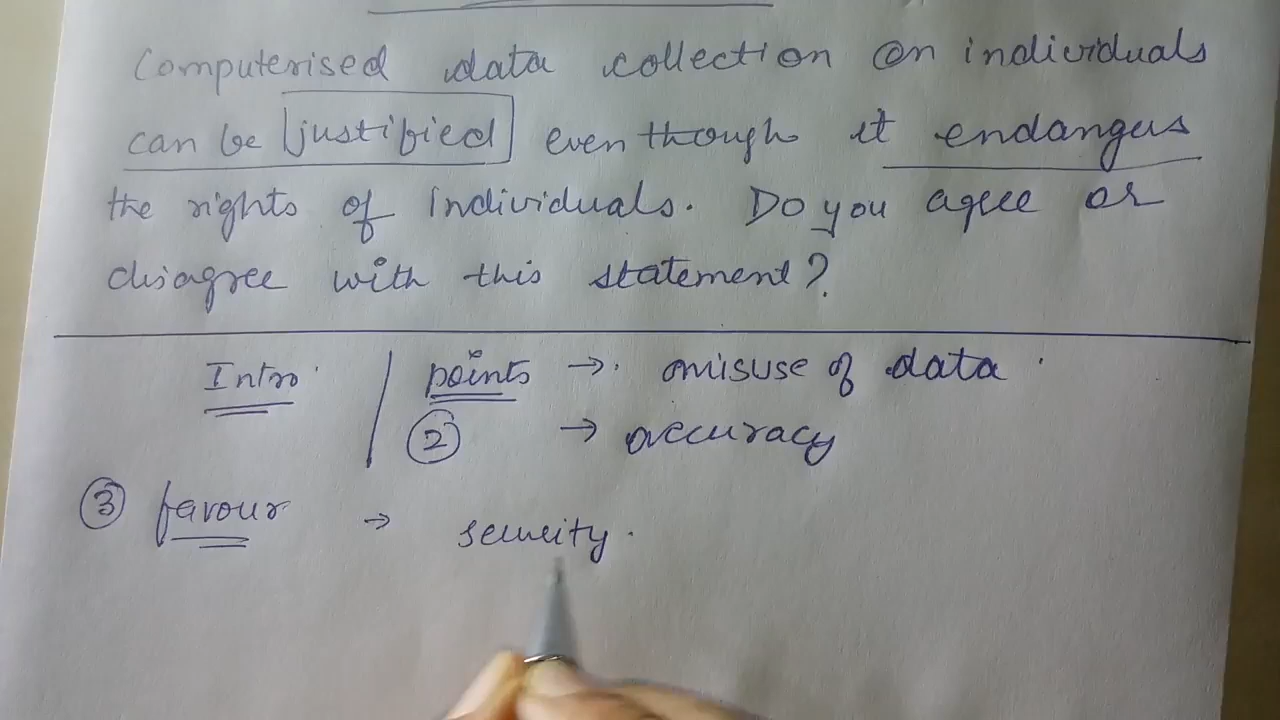 Computerised data collection on individuals
can be justified even though it endangers
the rights of individuals. Do you agree or
disagree with this statement?
Intro points → misuse of data
② → accuracy
③ favour → security.